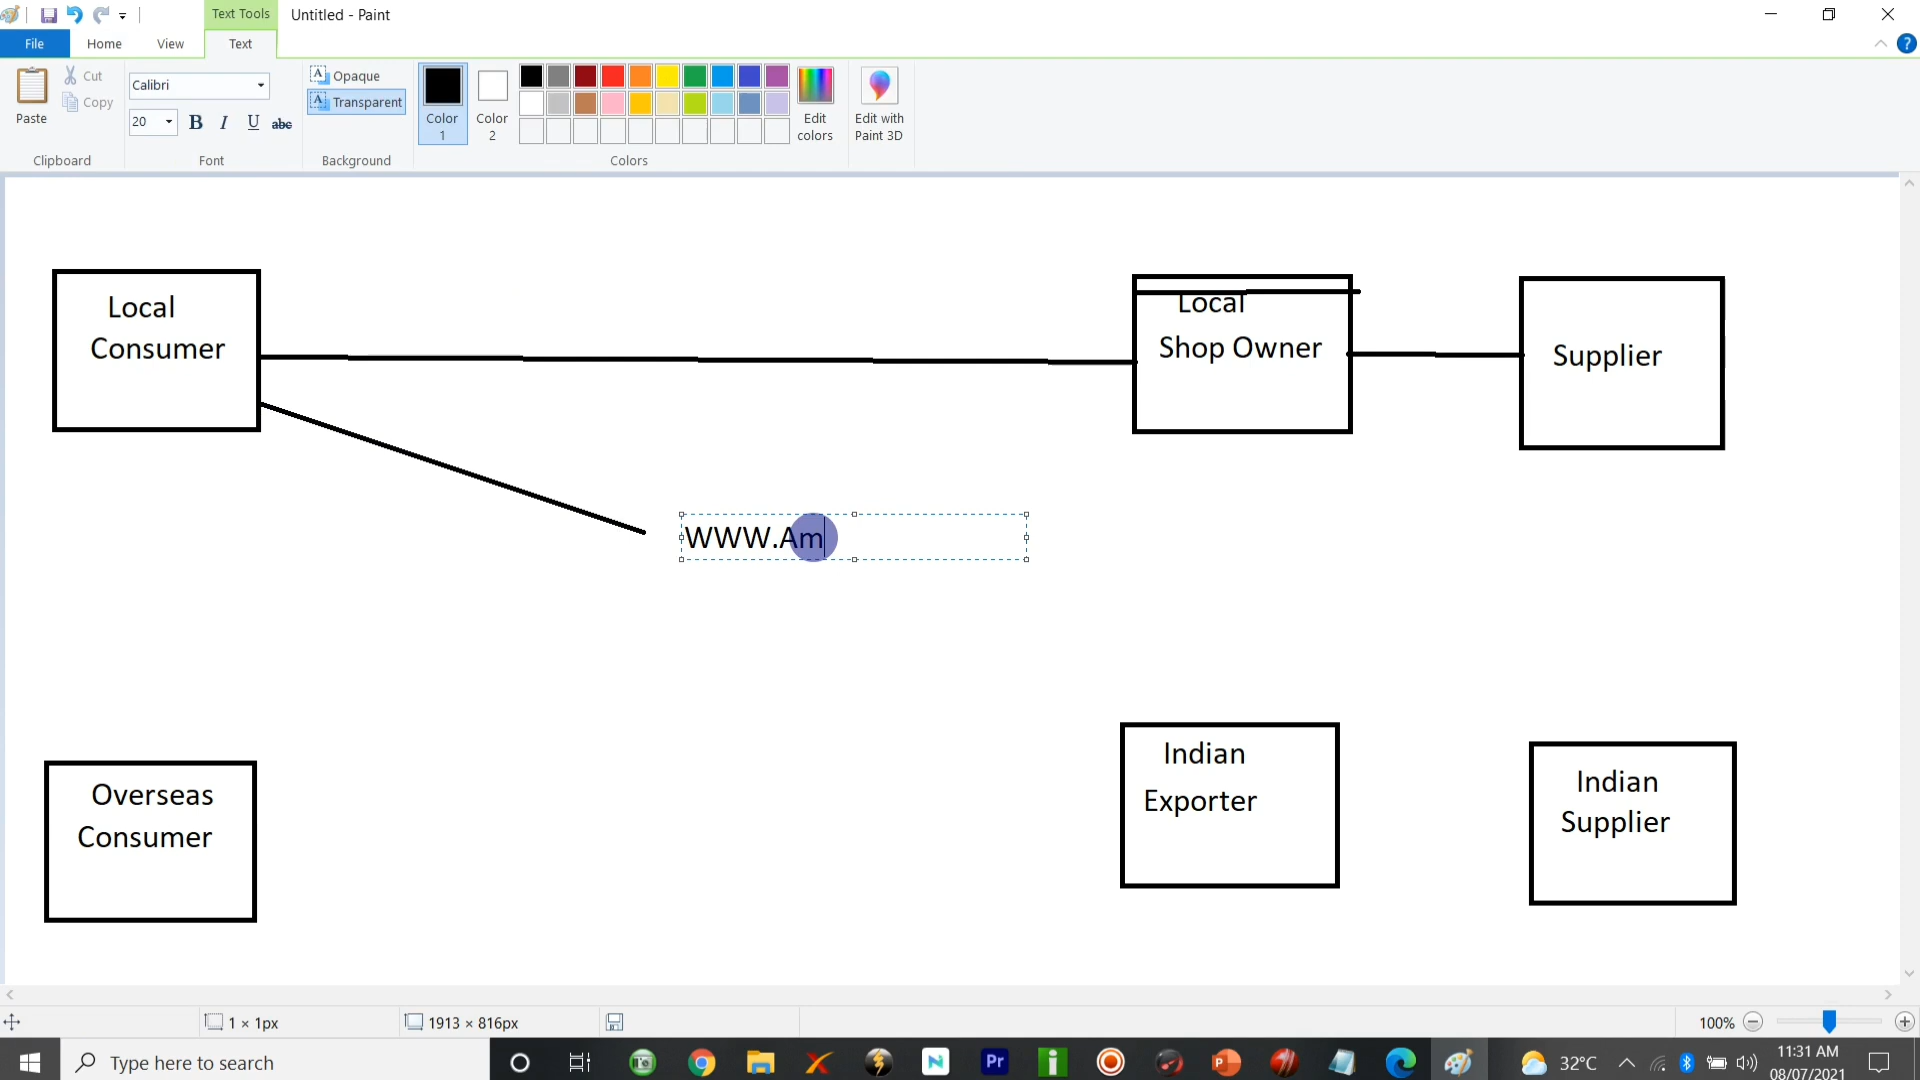 Text Tools
Untitled - Paint
File
Home
View
Text
?
Paste
Cut
Copy
Clipboard
Calibri
20
B I U abc
Font
Opaque
Transparent
Background
Color
1
Color
2
Edit
colors
Colors
Edit with
Paint 3D
Local
Consumer
Local
Shop Owner
Supplier
WWW.Am
Overseas
Consumer
Indian
Exporter
Indian
Supplier
1 × 1px
1913 × 816px
100%
Type here to search
N
Pr
i
P
32°C
11:31 AM
08/07/2021